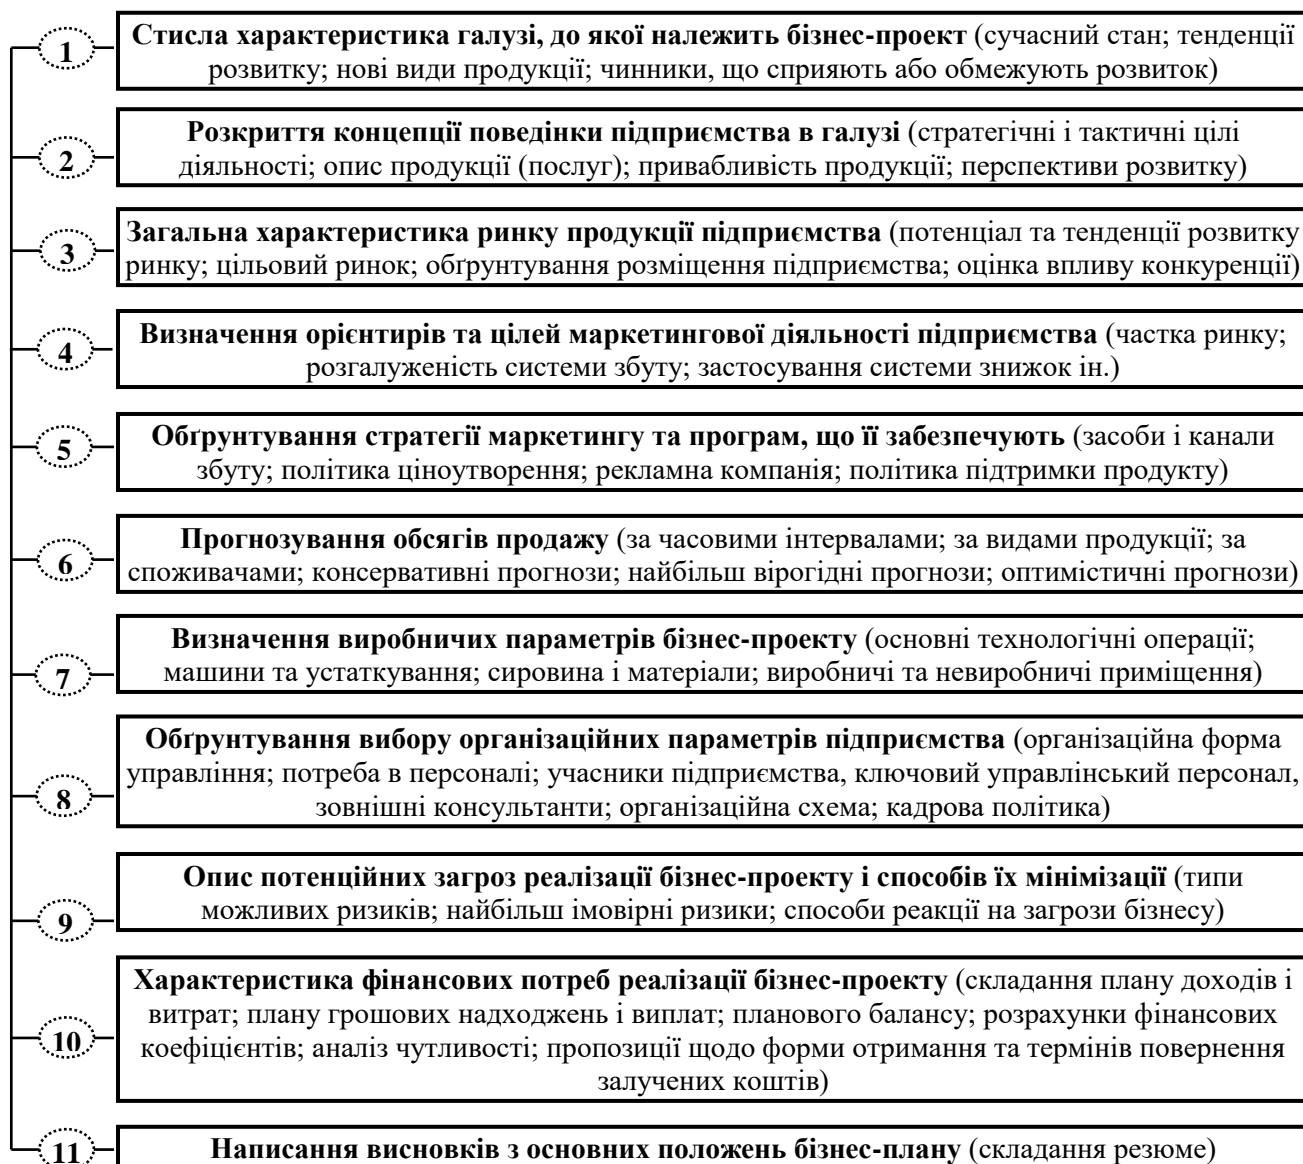 1
Стисла характеристика галузі, до якої належить бізнес-проект (сучасний стан; тенденції
розвитку; нові види продукції; чинники, що сприяють або обмежують розвиток)
2
Розкриття концепції поведінки підприємства в галузі (стратегічні і тактичні цілі
діяльності; опис продукції (послуг); привабливість продукції; перспективи розвитку)
3
Загальна характеристика ринку продукції підприємства (потенціал та тенденції розвитку
ринку; цільовий ринок; обґрунтування розміщення підприємства; оцінка впливу конкуренції)
4
Визначення орієнтирів та цілей маркетингової діяльності підприємства (частка ринку;
розгалуженість системи збуту; застосування системи знижок ін.)
5
Обґрунтування стратегії маркетингу та програм, що її забезпечують (засоби і канали
збуту; політика ціноутворення; рекламна компанія; політика підтримки продукту)
6
Прогнозування обсягів продажу (за часовими інтервалами; за видами продукції; за
споживачами; консервативні прогнози; найбільш вірогідні прогнози; оптимістичні прогнози)
7
Визначення виробничих параметрів бізнес-проекту (основні технологічні операції;
машини та устаткування; сировина і матеріали; виробничі та невиробничі приміщення)
8
Обґрунтування вибору організаційних параметрів підприємства (організаційна форма
управління; потреба в персоналі; учасники підприємства, ключовий управлінський персонал,
зовнішні консультанти; організаційна схема; кадрова політика)
9
Опис потенційних загроз реалізації бізнес-проекту і способів їх мінімізації (типи
можливих ризиків; найбільш імовірні ризики; способи реакції на загрози бізнесу)
10
Характеристика фінансових потреб реалізації бізнес-проекту (складання плану доходів і
витрат; плану грошових надходжень і виплат; планового балансу; розрахунки фінансових
коефіцієнтів; аналіз чутливості; пропозиції щодо форми отримання та термінів повернення
залучених коштів)
11
Написання висновків з основних положень бізнес-плану (складання резюме)